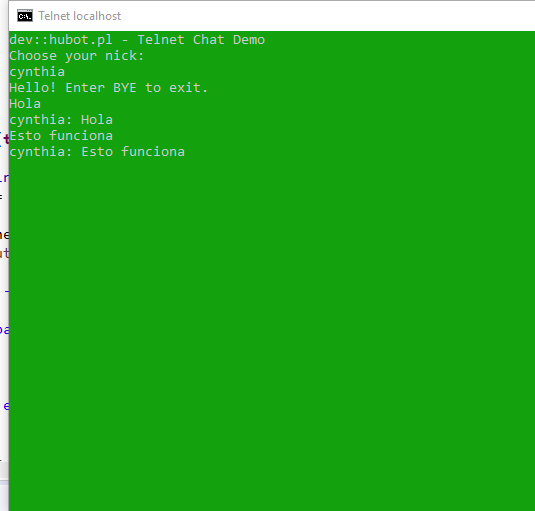 Telnet localhost
dev::hubot.pl - Telnet Chat Demo
Choose your nick:
cynthia
Hello! Enter BYE to exit.
Hola
cynthia: Hola
Esto funciona
cynthia: Esto funciona